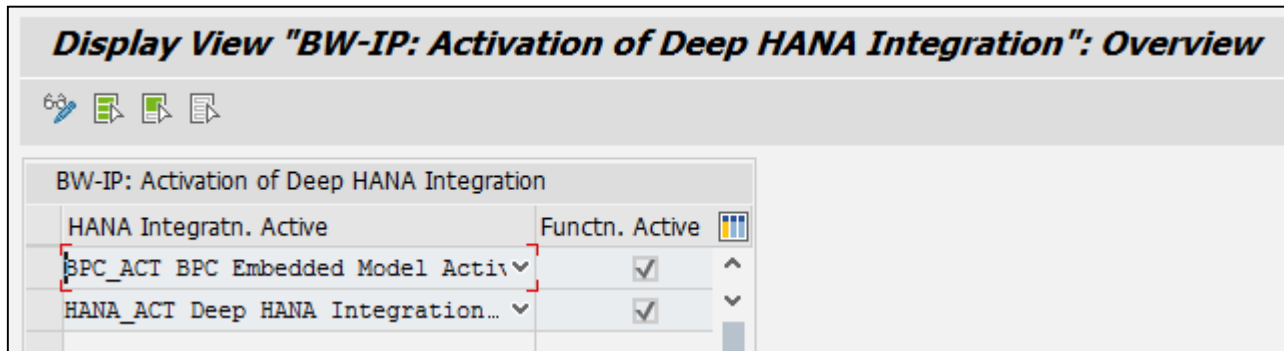 Display View "BW-IP: Activation of Deep HANA Integration": Overview
BW-IP: Activation of Deep HANA Integration
HANA Integratn. Active Functn. Active
BPC_ACT BPC Embedded Model Activ
HANA_ACT Deep HANA Integration…